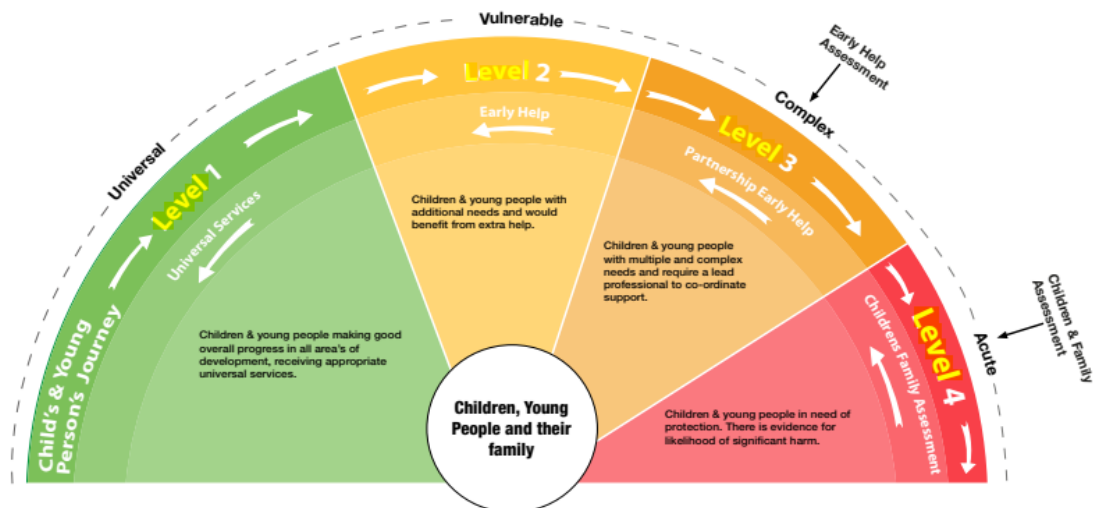 Universal
Vulnerable
Complex
Acute
Early Help
Assessment
Children & Family
Assessment
Child's & Young
Person's Journey
Level 1
Universal Services
Children & young people making good
overall progress in all area's of
development, receiving appropriate
universal services.
Level 2
Early Help
Children & young people with
additional needs and would
benefit from extra help.
Level 3
Partnership Early Help
Children & young people
with multiple and complex
needs and require a lead
professional to co-ordinate
support.
Level 4
Childrens Family Assessment
Children & young people in need of
protection. There is evidence for
likelihood of significant harm.
Children, Young
People and their
family